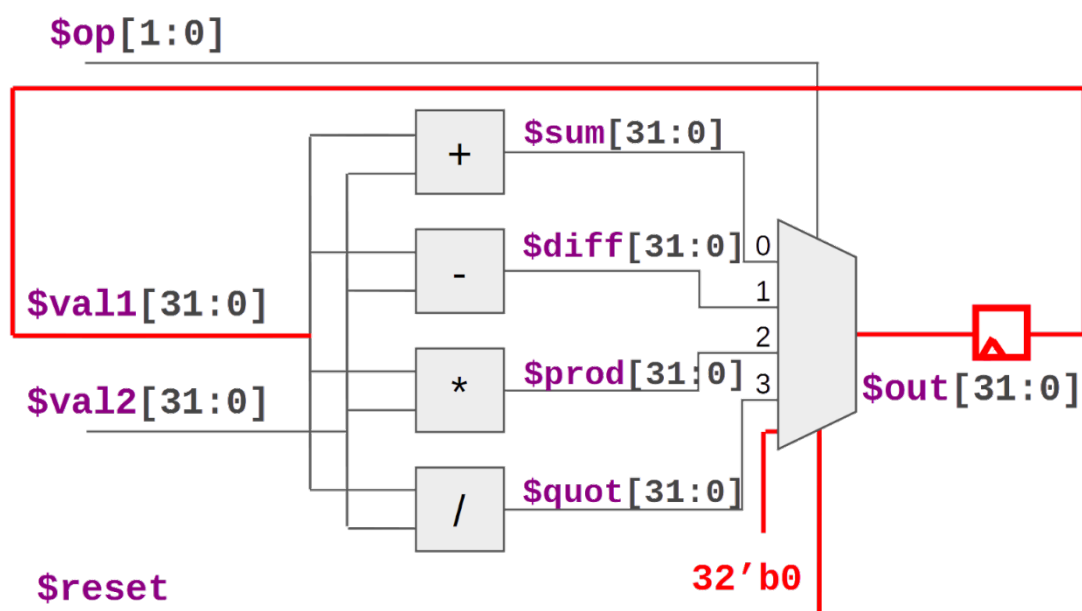 $op[1:0]
+
$sum[31:0]
-
$diff[31:0]
0
1
2
3
$val1[31:0]
*
$prod[31:0]
$val2[31:0]
$out[31:0]
/
$quot[31:0]
32’b0
$reset